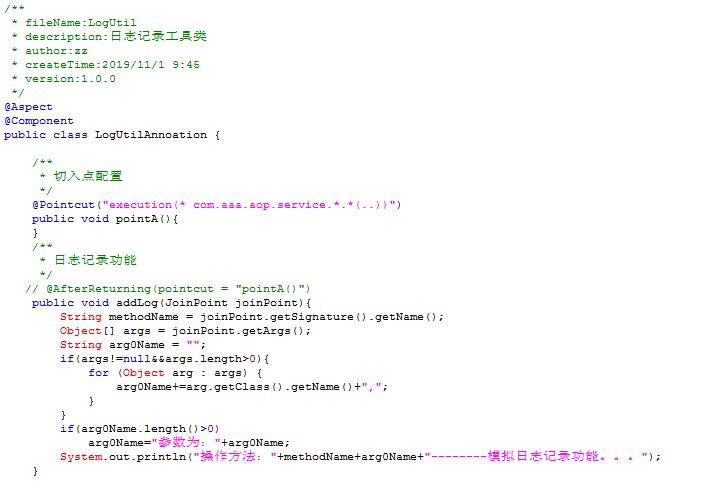 /**
 * fileName:LogUtil
 * description:日志记录工具类
 * author:zz
 * createTime:2019/11/1 9:45
 * version:1.0.0
 */
@Aspect
@Component
public class LogUtilAnnoation {
    /**
     * 切入点配置
     */
    @Pointcut("execution(* com.aaa.aop.service.*.*(..))")
    public void pointA(){
    }
    /**
     * 日志记录功能
     */
   // @AfterReturning(pointcut = "pointA()")
    public void addLog(JoinPoint joinPoint){
        String methodName = joinPoint.getSignature().getName();
        Object[] args = joinPoint.getArgs();
        String arg0Name = "";
        if(args!=null&&args.length>0){
            for (Object arg : args) {
                arg0Name+=arg.getClass().getName()+",";
            }
        }
        if(arg0Name.length()>0)
            arg0Name="参数为："+arg0Name;
        System.out.println("操作方法："+methodName+arg0Name+"--------模拟日志记录功能。。。");
    }